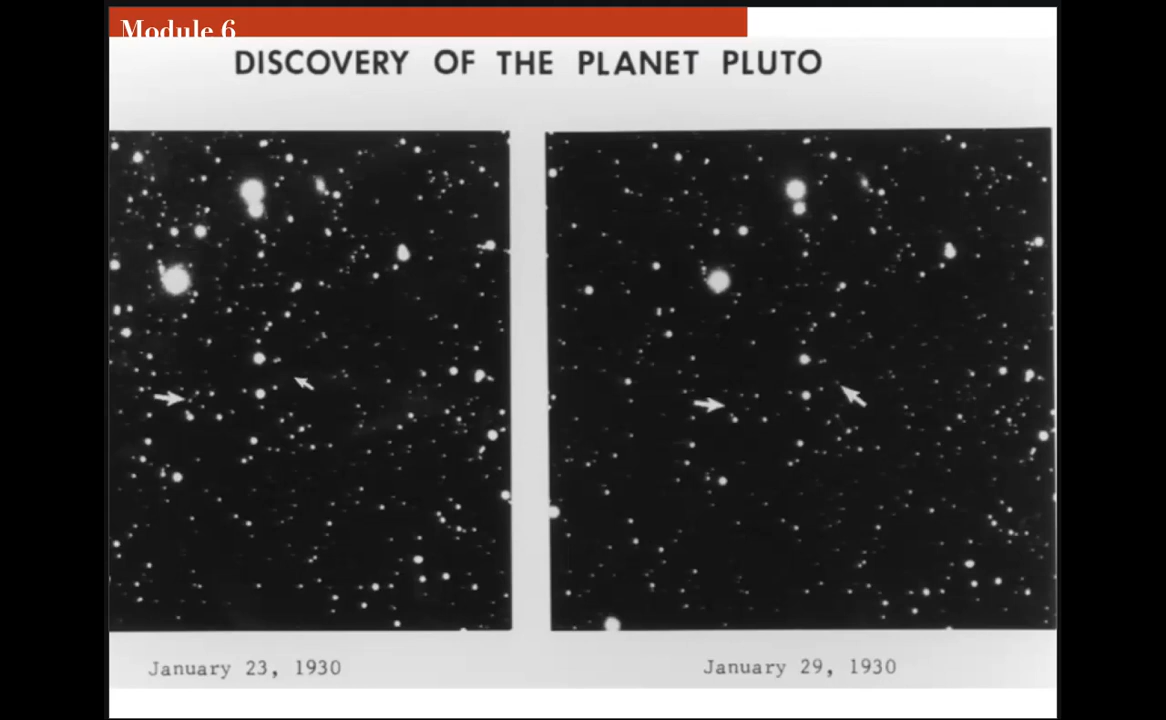 Module 6
DISCOVERY OF THE PLANET PLUTO
January 23, 1930
January 29, 1930